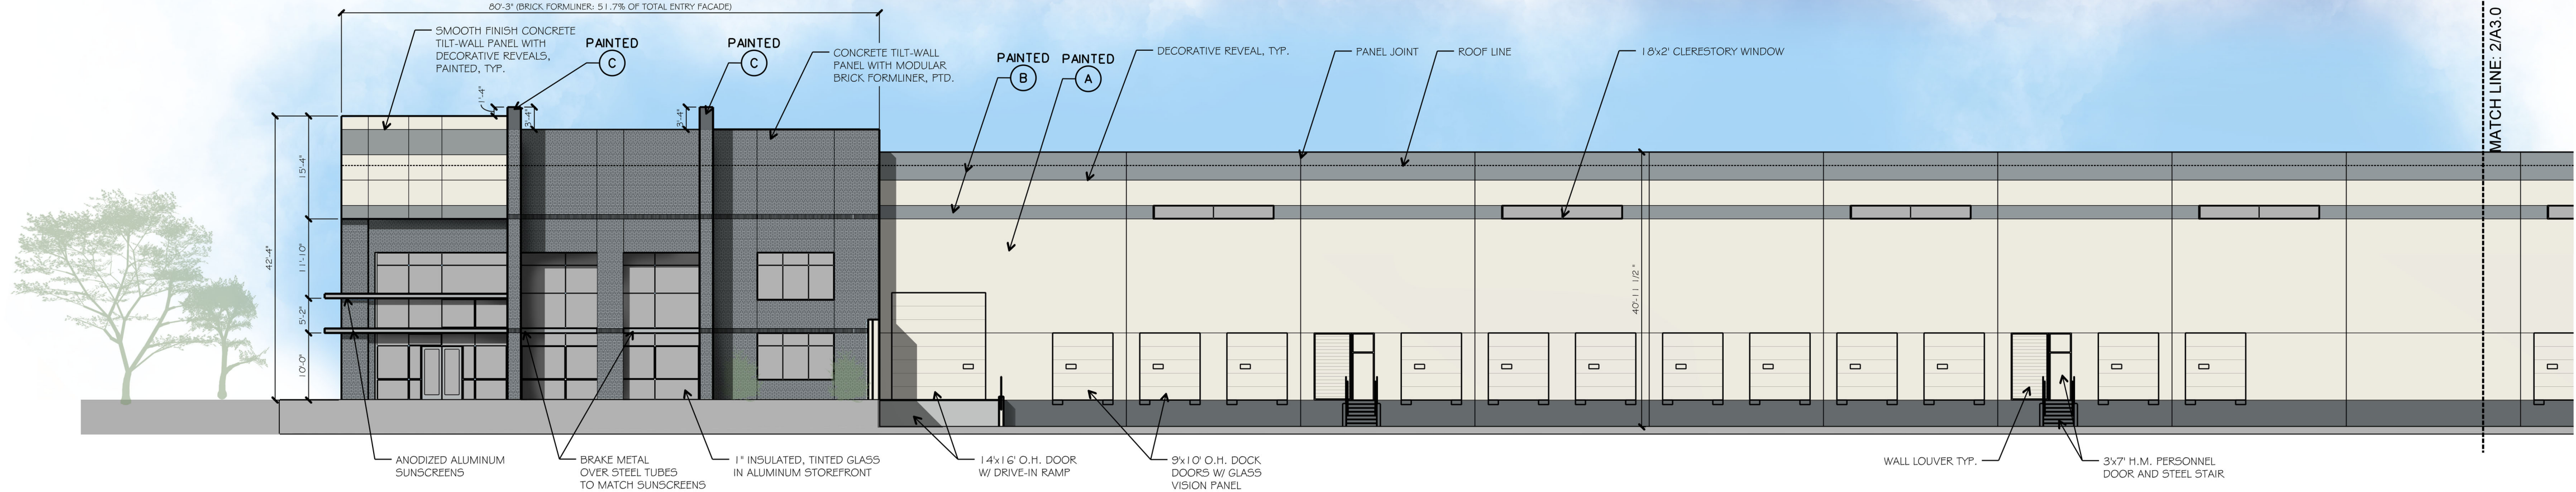 80'-3" (BRICK FORMLINER: 51.7% OF TOTAL ENTRY FACADE)
SMOOTH FINISH CONCRETE
TILT-WALL PANEL WITH
DECORATIVE REVEALS,
PAINTED, TYP.
PAINTED
C
PAINTED
C
CONCRETE TILT-WALL
PANEL WITH MODULAR
BRICK FORMLINER, PTD.
PAINTED
B
PAINTED
A
DECORATIVE REVEAL, TYP.
PANEL JOINT
ROOF LINE
18'x2' CLERESTORY WINDOW
MATCH LINE: 2/A3.0
1'-4"
3'-4"
3'-4"
42'-4"
15'-4"
11'-10"
5'-2"
10'-0"
40'-11 1/2"
ANODIZED ALUMINUM
SUNSCREENS
BRAKE METAL
OVER STEEL TUBES
TO MATCH SUNSCREENS
1" INSULATED, TINTED GLASS
IN ALUMINUM STOREFRONT
14'x16' O.H. DOOR
W/ DRIVE-IN RAMP
9'x10' O.H. DOCK
DOORS W/ GLASS
VISION PANEL
WALL LOUVER TYP.
3'x7' H.M. PERSONNEL
DOOR AND STEEL STAIR